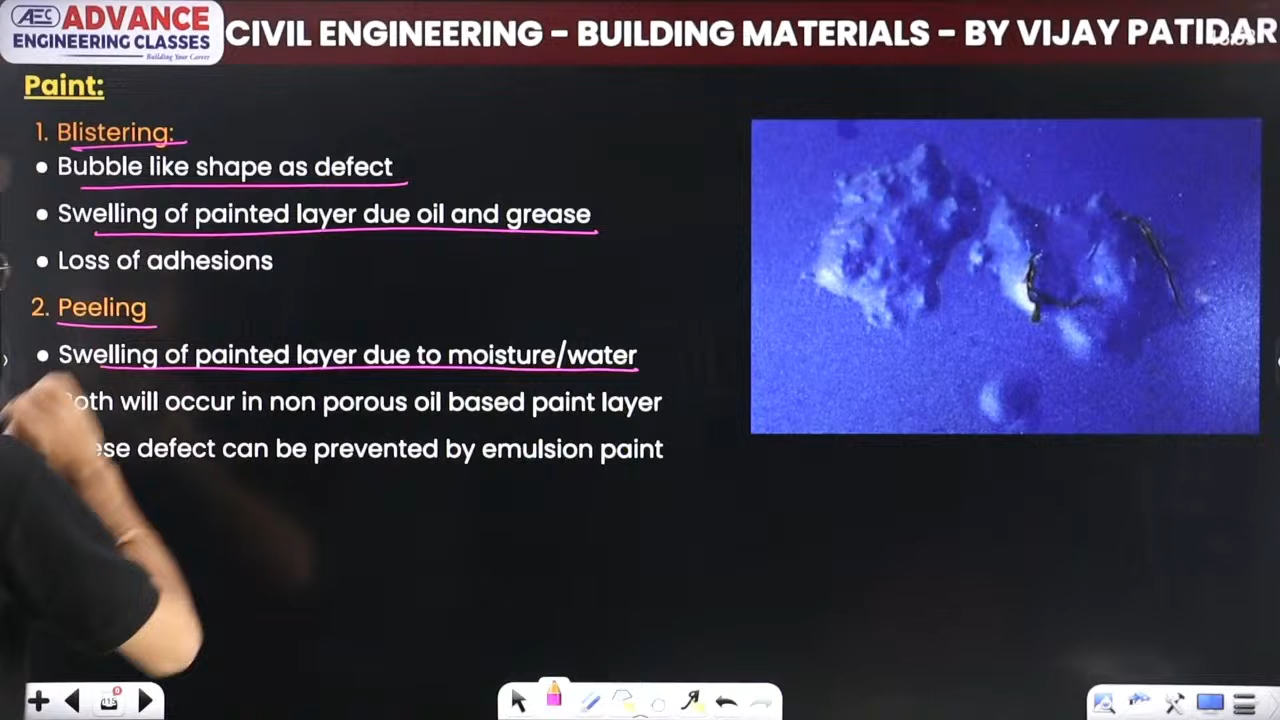 AEC ADVANCE
ENGINEERING CLASSES
Building Your Career
CIVIL ENGINEERING – BUILDING MATERIALS – BY VIJAY PATIDAR
Paint:
1. Blistering:
• Bubble like shape as defect
• Swelling of painted layer due oil and grease
• Loss of adhesions
2. Peeling
• Swelling of painted layer due to moisture/water
will occur in non porous oil based paint layer
defect can be prevented by emulsion paint